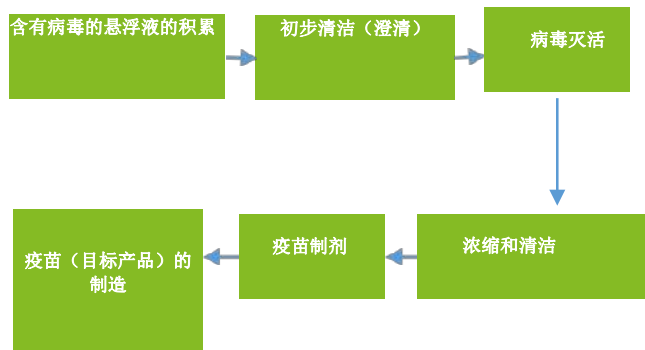 含有病毒的悬浮液的积累
初步清洁（澄清）
病毒灭活
浓缩和清洁
疫苗制剂
疫苗（目标产品）的
制造